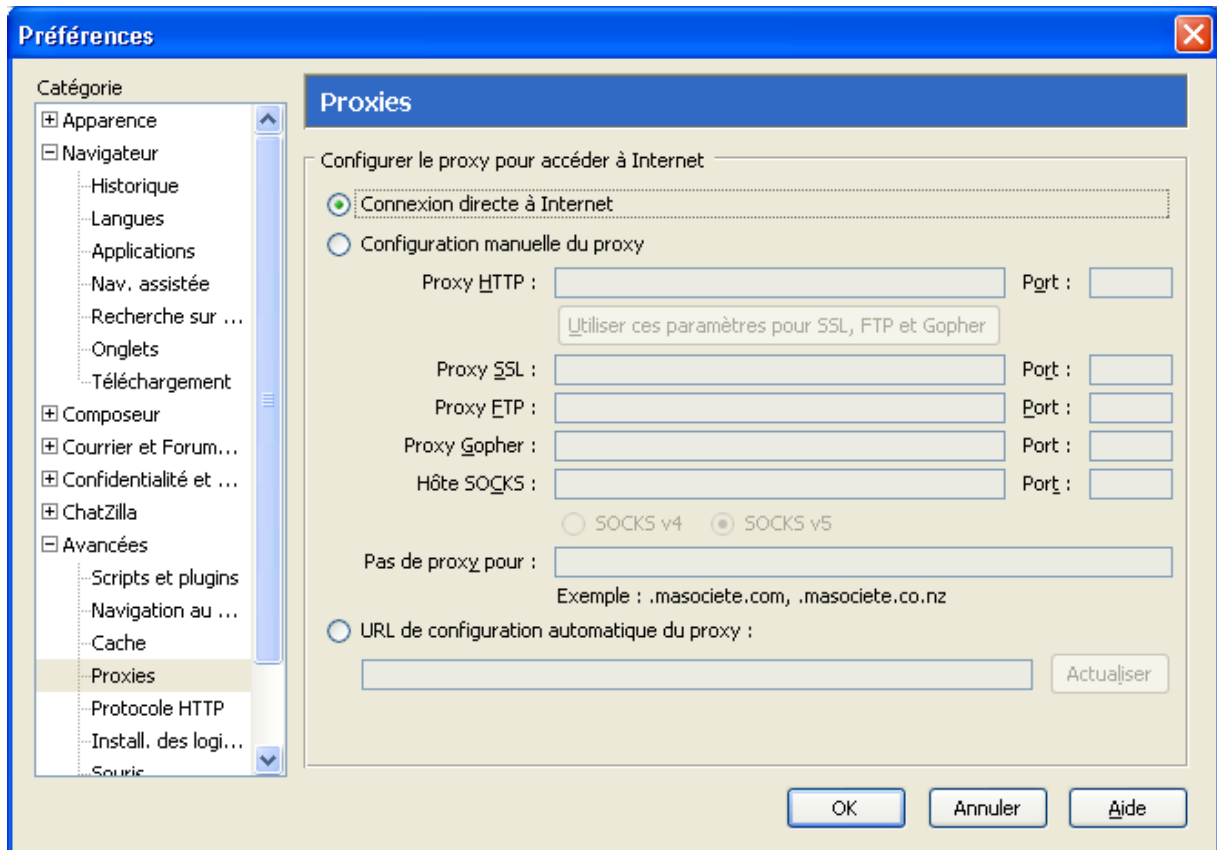 Préférences
Catégorie
Apparence
Navigateur
Historique
Langues
Applications
Nav. assistée
Recherche sur ...
Onglets
Téléchargement
Composeur
Courrier et Forum...
Confidentialité et ...
ChatZilla
Avancées
Scripts et plugins
Navigation au ...
Cache
Proxies
Protocole HTTP
Install. des logi...
Souris
Proxies
Configurer le proxy pour accéder à Internet
Connexion directe à Internet
Configuration manuelle du proxy
Proxy HTTP : Port :
Utiliser ces paramètres pour SSL, FTP et Gopher
Proxy SSL : Port :
Proxy FTP : Port :
Proxy Gopher : Port :
Hôte SOCKS : Port :
SOCKS v4 SOCKS v5
Pas de proxy pour :
Exemple : .masociete.com, .masociete.co.nz
URL de configuration automatique du proxy :
Actualiser
OK Annuler Aide